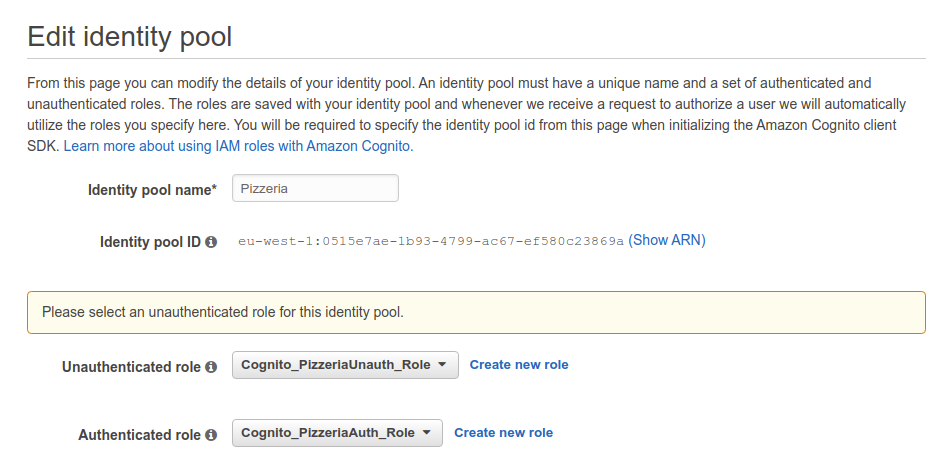 Edit identity pool
From this page you can modify the details of your identity pool. An identity pool must have a unique name and a set of authenticated and
unauthenticated roles. The roles are saved with your identity pool and whenever we receive a request to authorize a user we will automatically
utilize the roles you specify here. You will be required to specify the identity pool id from this page when initializing the Amazon Cognito client
SDK. Learn more about using IAM roles with Amazon Cognito.
Identity pool name* Pizzeria
Identity pool ID eu-west-1:0515e7ae-1b93-4799-ac67-ef580c23869a (Show ARN)
Please select an unauthenticated role for this identity pool.
Unauthenticated role Cognito_PizzeriaUnauth_Role Create new role
Authenticated role Cognito_PizzeriaAuth_Role Create new role